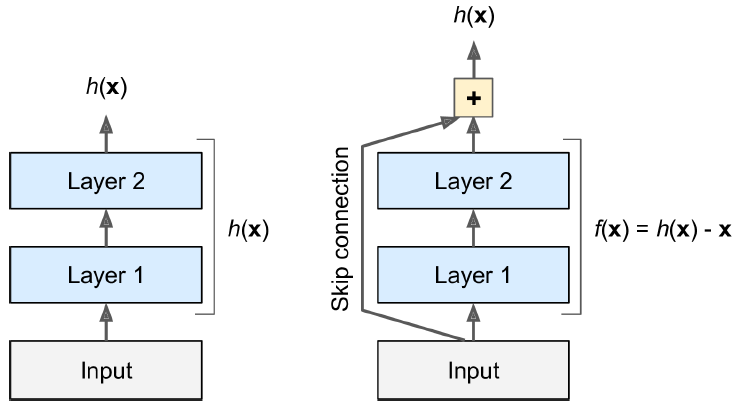 h(x)
Layer 2
Layer 1
Input
h(x)
h(x)
+
Skip connection
Layer 2
Layer 1
Input
f(x) = h(x) - x